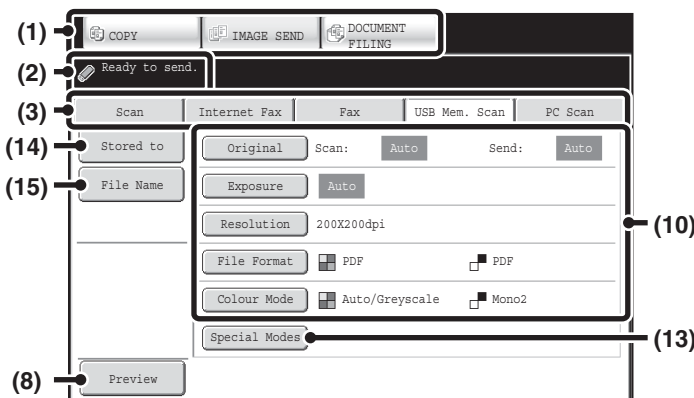 (1) COPY IMAGE SEND DOCUMENT
FILING
(2) Ready to send.
(3) Scan Internet Fax Fax USB Mem. Scan PC Scan
(14) Stored to Original Scan: Auto Send: Auto
(15) File Name Exposure Auto
Resolution 200X200dpi (10)
File Format PDF PDF
Colour Mode Auto/Greyscale Mono2
Special Modes (13)
(8) Preview